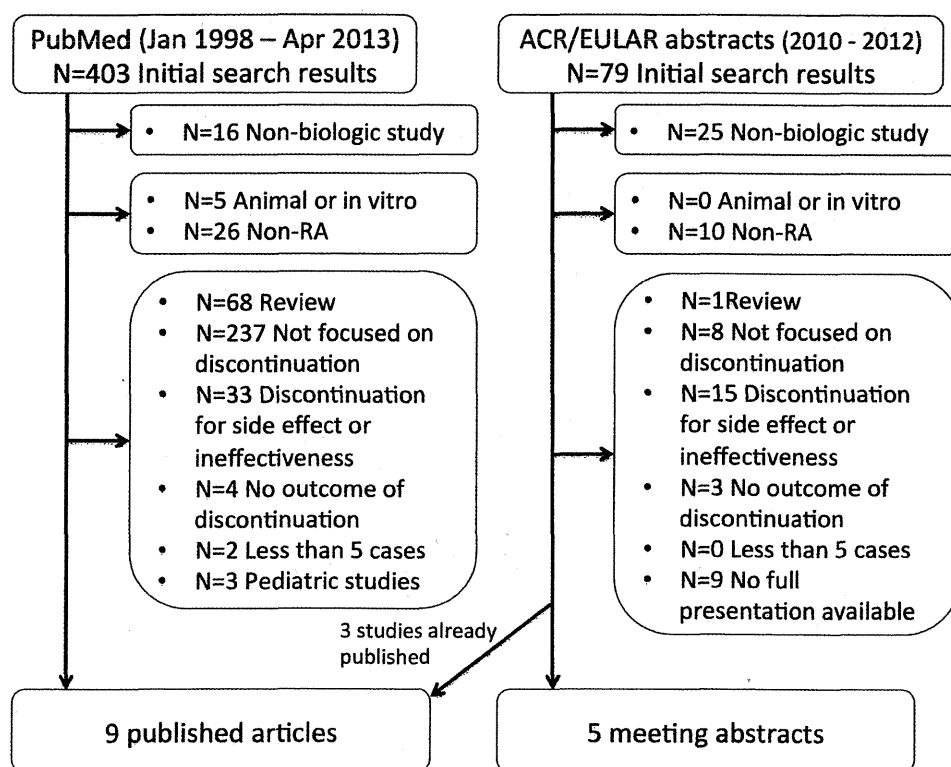 PubMed (Jan 1998 – Apr 2013)
N=403 Initial search results
• N=16 Non-biologic study
• N=5 Animal or in vitro
• N=26 Non-RA
• N=68 Review
• N=237 Not focused on
discontinuation
• N=33 Discontinuation
for side effect or
ineffectiveness
• N=4 No outcome of
discontinuation
• N=2 Less than 5 cases
• N=3 Pediatric studies
9 published articles
ACR/EULAR abstracts (2010 - 2012)
N=79 Initial search results
• N=25 Non-biologic study
• N=0 Animal or in vitro
• N=10 Non-RA
• N=1Review
• N=8 Not focused on
discontinuation
• N=15 Discontinuation
for side effect or
ineffectiveness
• N=3 No outcome of
discontinuation
• N=0 Less than 5 cases
• N=9 No full
presentation available
3 studies already
published
5 meeting abstracts